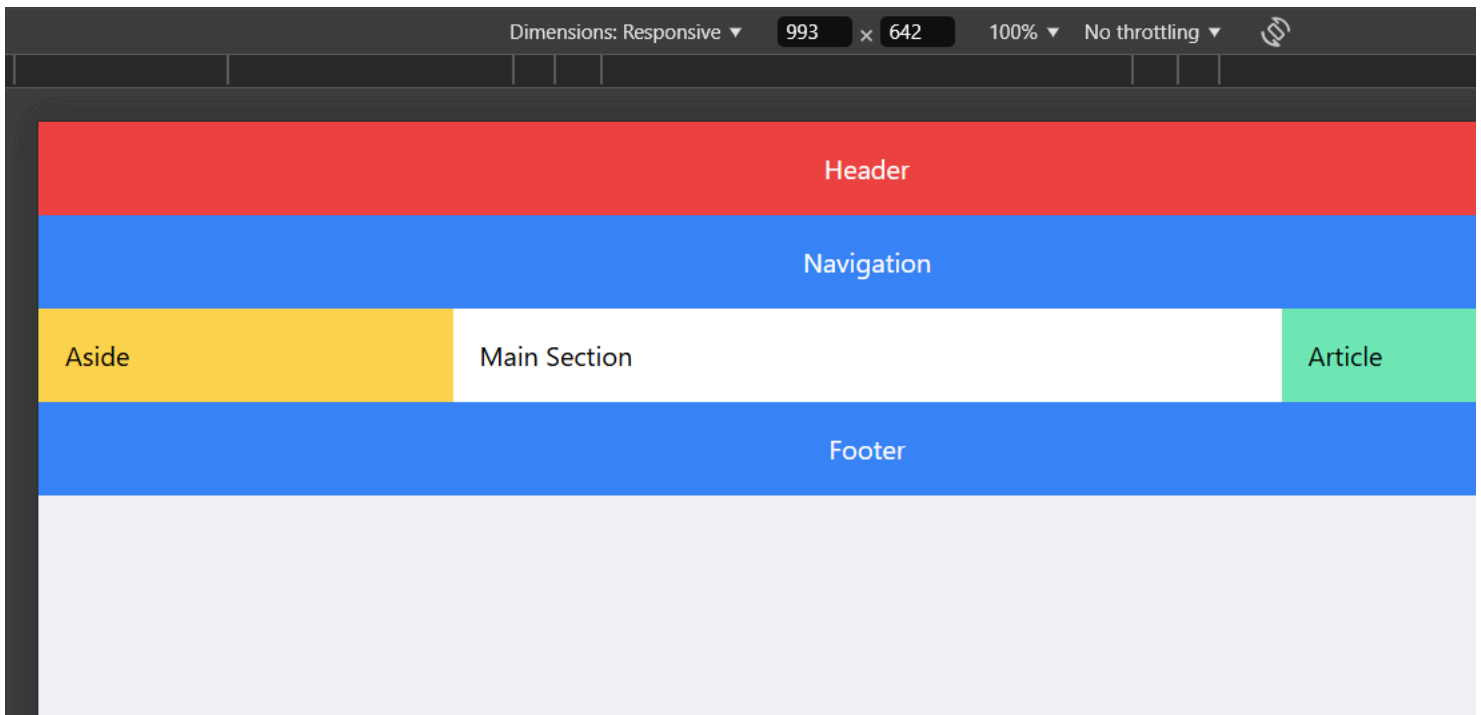 Dimensions: Responsive ▼ 993 × 642 100% ▼ No throttling ▼
Header
Navigation
Aside Main Section Article
Footer